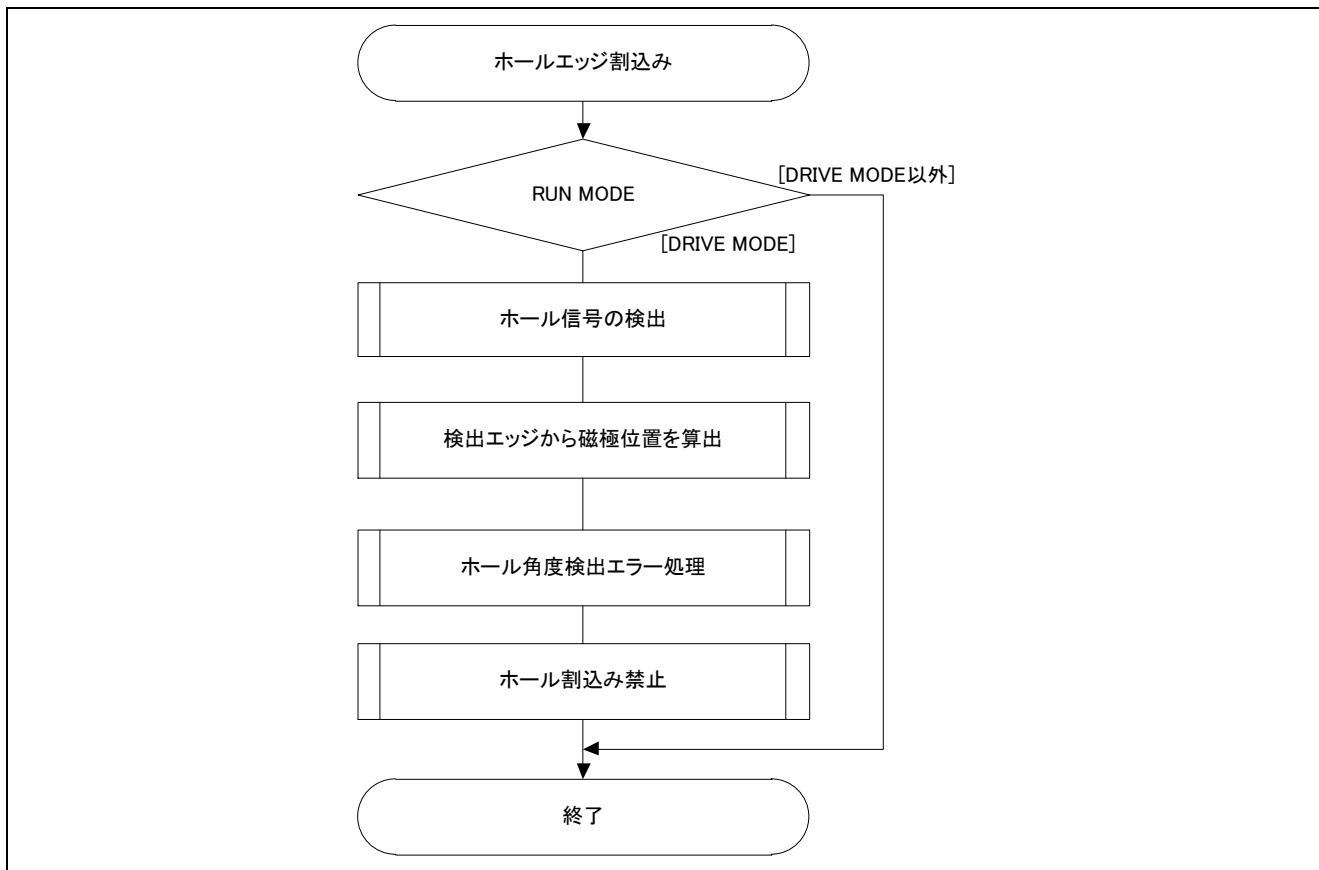 ホールエッジ割込み
[DRIVE MODE以外]
RUN MODE
[DRIVE MODE]
ホール信号の検出
検出エッジから磁極位置を算出
ホール角度検出エラー処理
ホール割込み禁止
終了